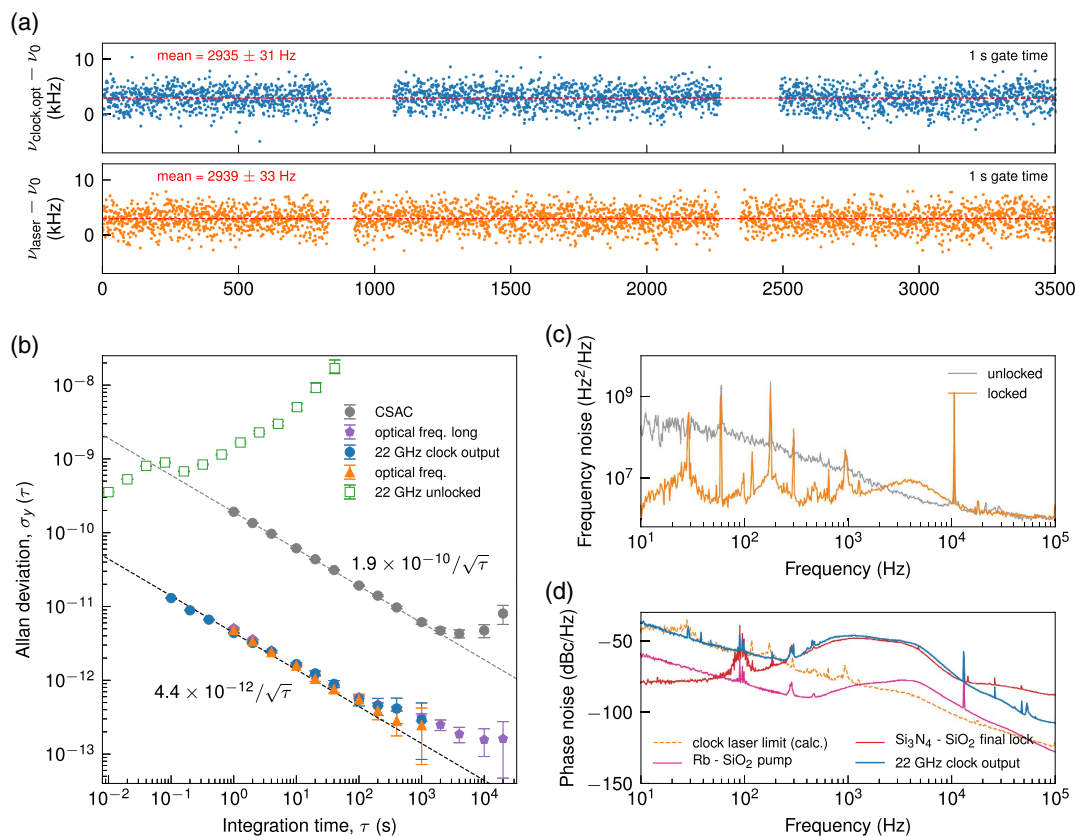 (a)
mean = 2935 ± 31 Hz
1 s gate time
ν_clock,opt − ν_0
(kHz)
10
0
mean = 2939 ± 33 Hz
1 s gate time
ν_laser − ν_0
(kHz)
10
0
0 500 1000 1500 2000 2500 3000 3500
(b)
Allan deviation, σ_y (τ)
10^−8
10^−9
10^−10
10^−11
10^−12
10^−13
CSAC
optical freq. long
22 GHz clock output
optical freq.
22 GHz unlocked
1.9 × 10^−10/√τ
4.4 × 10^−12/√τ
10^−2 10^−1 10^0 10^1 10^2 10^3 10^4
Integration time, τ (s)
(c)
Frequency noise (Hz^2/Hz)
10^9
10^7
unlocked
locked
10^1 10^2 10^3 10^4 10^5
Frequency (Hz)
(d)
Phase noise (dBc/Hz)
−50
−100
−150
clock laser limit (calc.)
Rb - SiO_2 pump
Si_3N_4 - SiO_2 final lock
22 GHz clock output
10^1 10^2 10^3 10^4 10^5
Frequency (Hz)